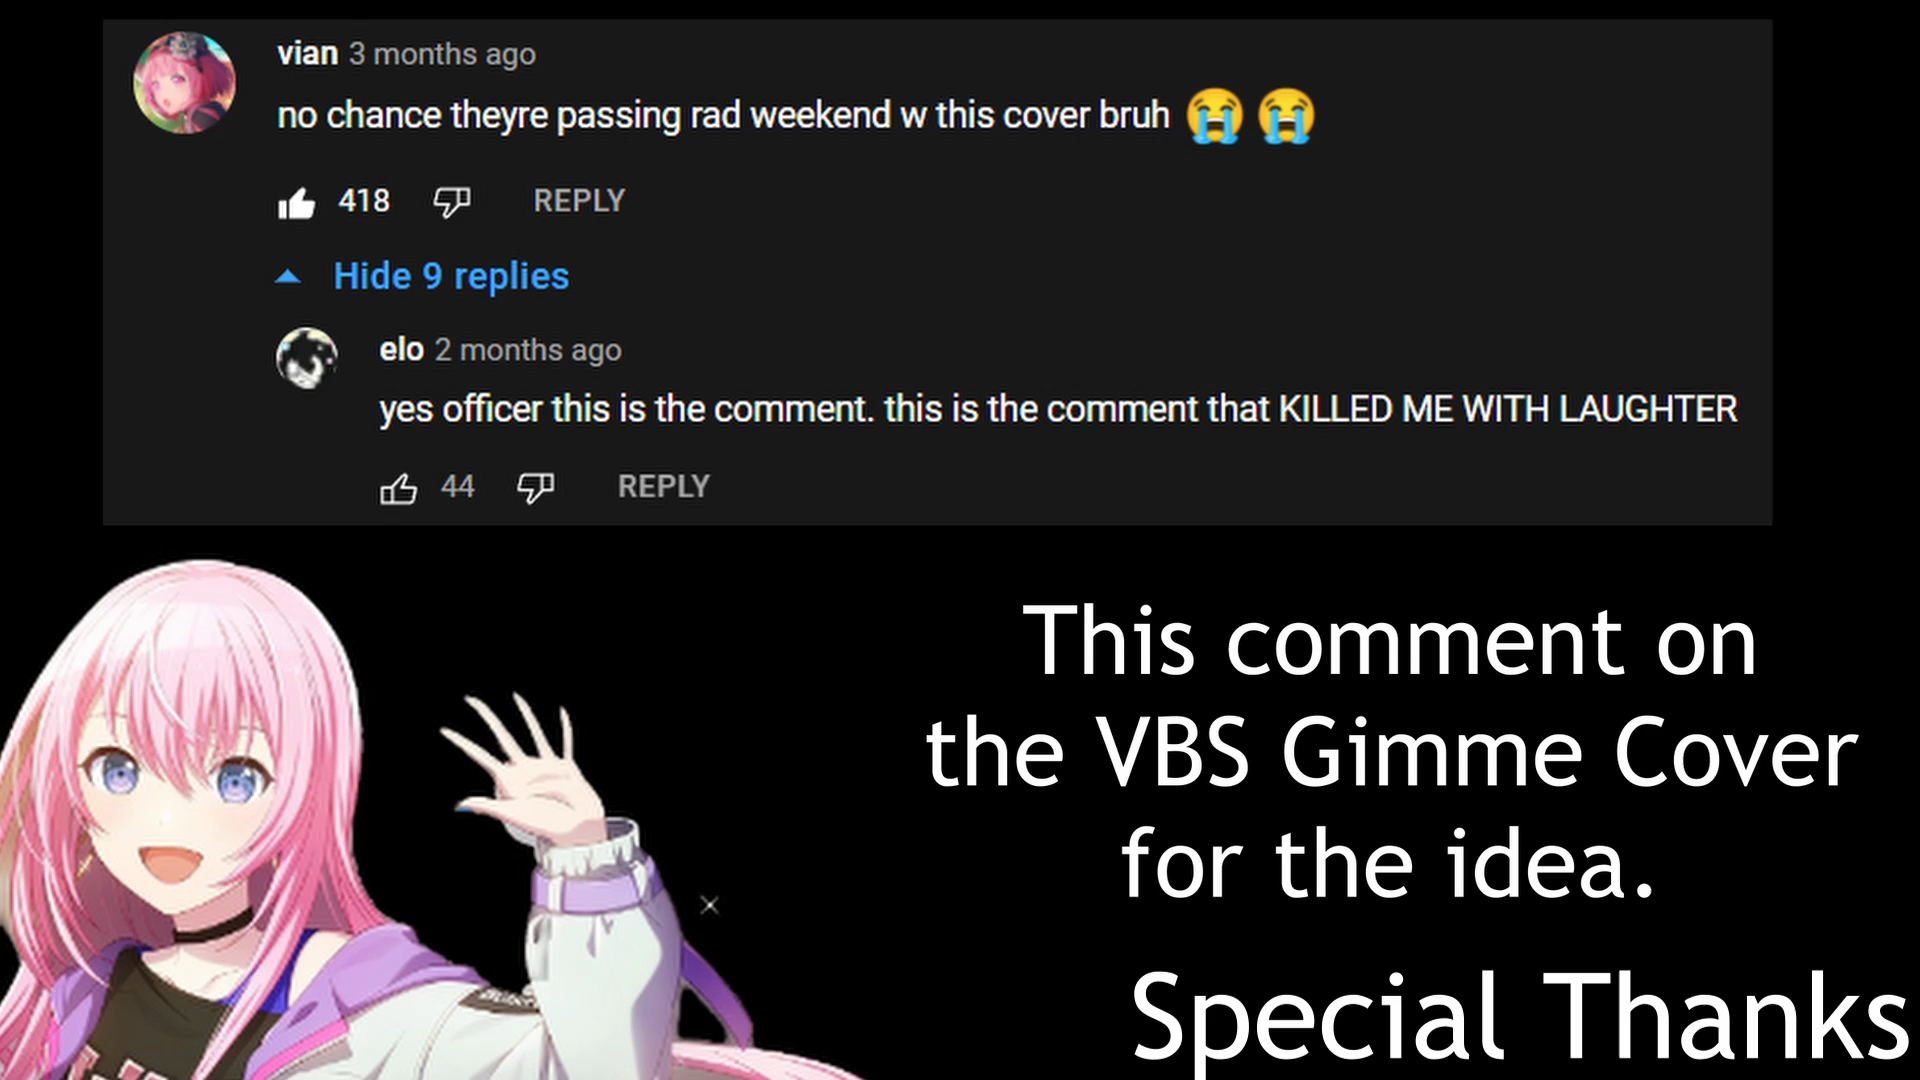 vian 3 months ago
no chance theyre passing rad weekend w this cover bruh 😭😭
418 REPLY
Hide 9 replies
elo 2 months ago
yes officer this is the comment. this is the comment that KILLED ME WITH LAUGHTER
44 REPLY
This comment on
the VBS Gimme Cover
for the idea.
Special Thanks